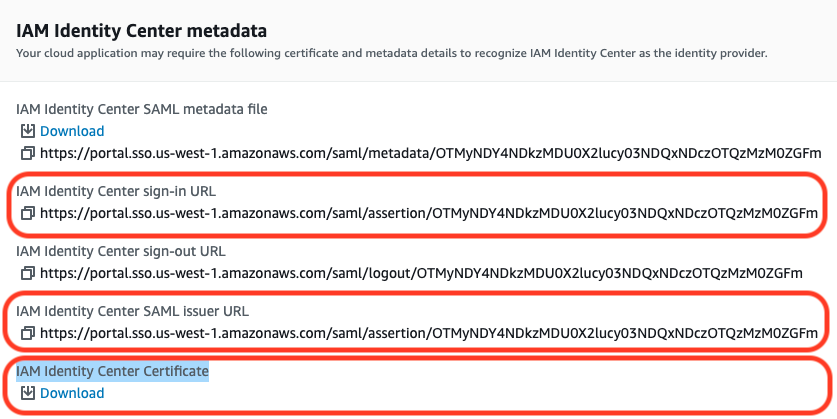 IAM Identity Center metadata
Your cloud application may require the following certificate and metadata details to recognize IAM Identity Center as the identity provider.
IAM Identity Center SAML metadata file
Download
https://portal.sso.us-west-1.amazonaws.com/saml/metadata/OTMyNDY4NDkzMDU0X2lucy03NDQxNDczOTQzMzM0ZGFm
IAM Identity Center sign-in URL
https://portal.sso.us-west-1.amazonaws.com/saml/assertion/OTMyNDY4NDkzMDU0X2lucy03NDQxNDczOTQzMzM0ZGFm
IAM Identity Center sign-out URL
https://portal.sso.us-west-1.amazonaws.com/saml/logout/OTMyNDY4NDkzMDU0X2lucy03NDQxNDczOTQzMzM0ZGFm
IAM Identity Center SAML issuer URL
https://portal.sso.us-west-1.amazonaws.com/saml/assertion/OTMyNDY4NDkzMDU0X2lucy03NDQxNDczOTQzMzM0ZGFm
IAM Identity Center Certificate
Download